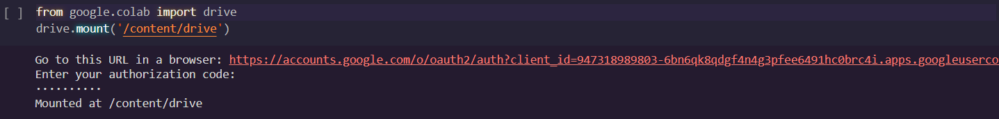 [ ] from google.colab import drive
drive.mount('/content/drive')
Go to this URL in a browser: https://accounts.google.com/o/oauth2/auth?client_id=947318989803-6bn6qk8qdgf4n4g3pfee6491hc0brc4i.apps.googleuserco
Enter your authorization code:
··········
Mounted at /content/drive